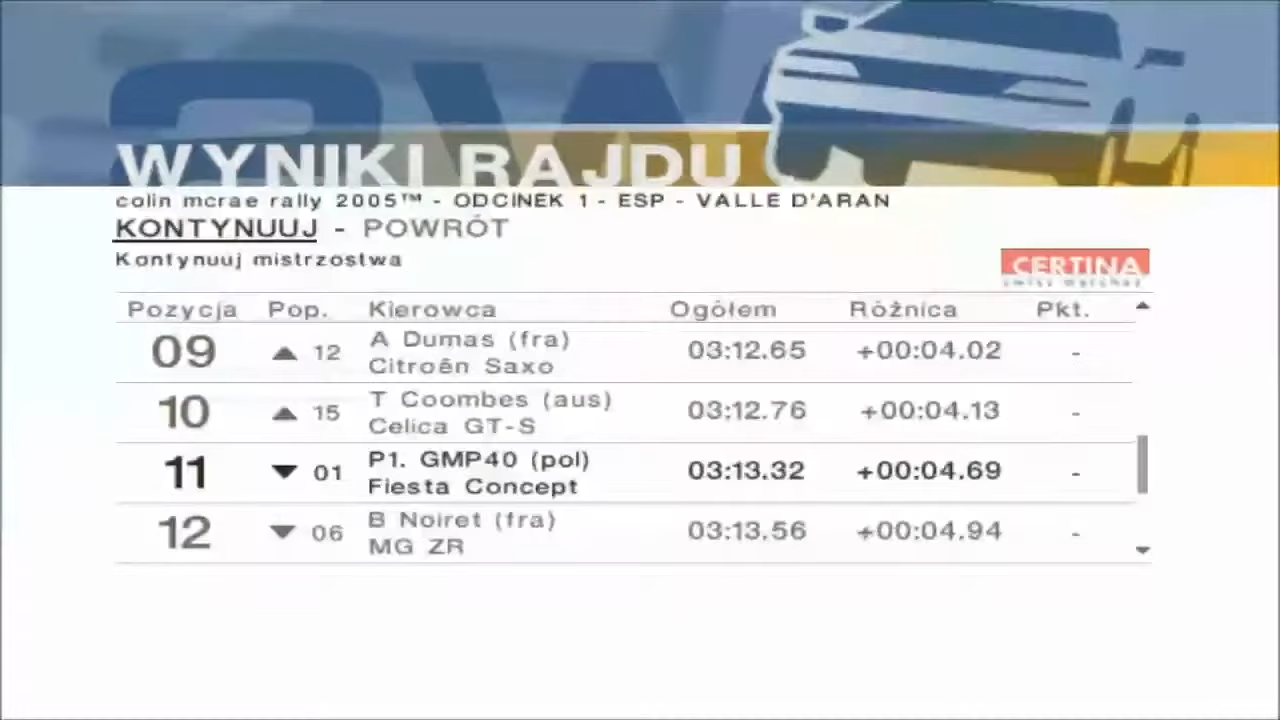 WYNIKI RAJDU
colin mcrae rally 2005™ - ODCINEK 1 - ESP - VALLE D'ARAN
KONTYNUUJ - POWRÓT
Kontynuuj mistrzostwa
CERTINA
Pozycja Pop. Kierowca Ogółem Różnica Pkt.
09 ▲ 12 A Dumas (fra) 03:12.65 +00:04.02 -
Citroën Saxo
10 ▲ 15 T Coombes (aus) 03:12.76 +00:04.13 -
Celica GT-S
11 ▼ 01 P1. GMP40 (pol) 03:13.32 +00:04.69 -
Fiesta Concept
12 ▼ 06 B Noiret (fra) 03:13.56 +00:04.94 -
MG ZR